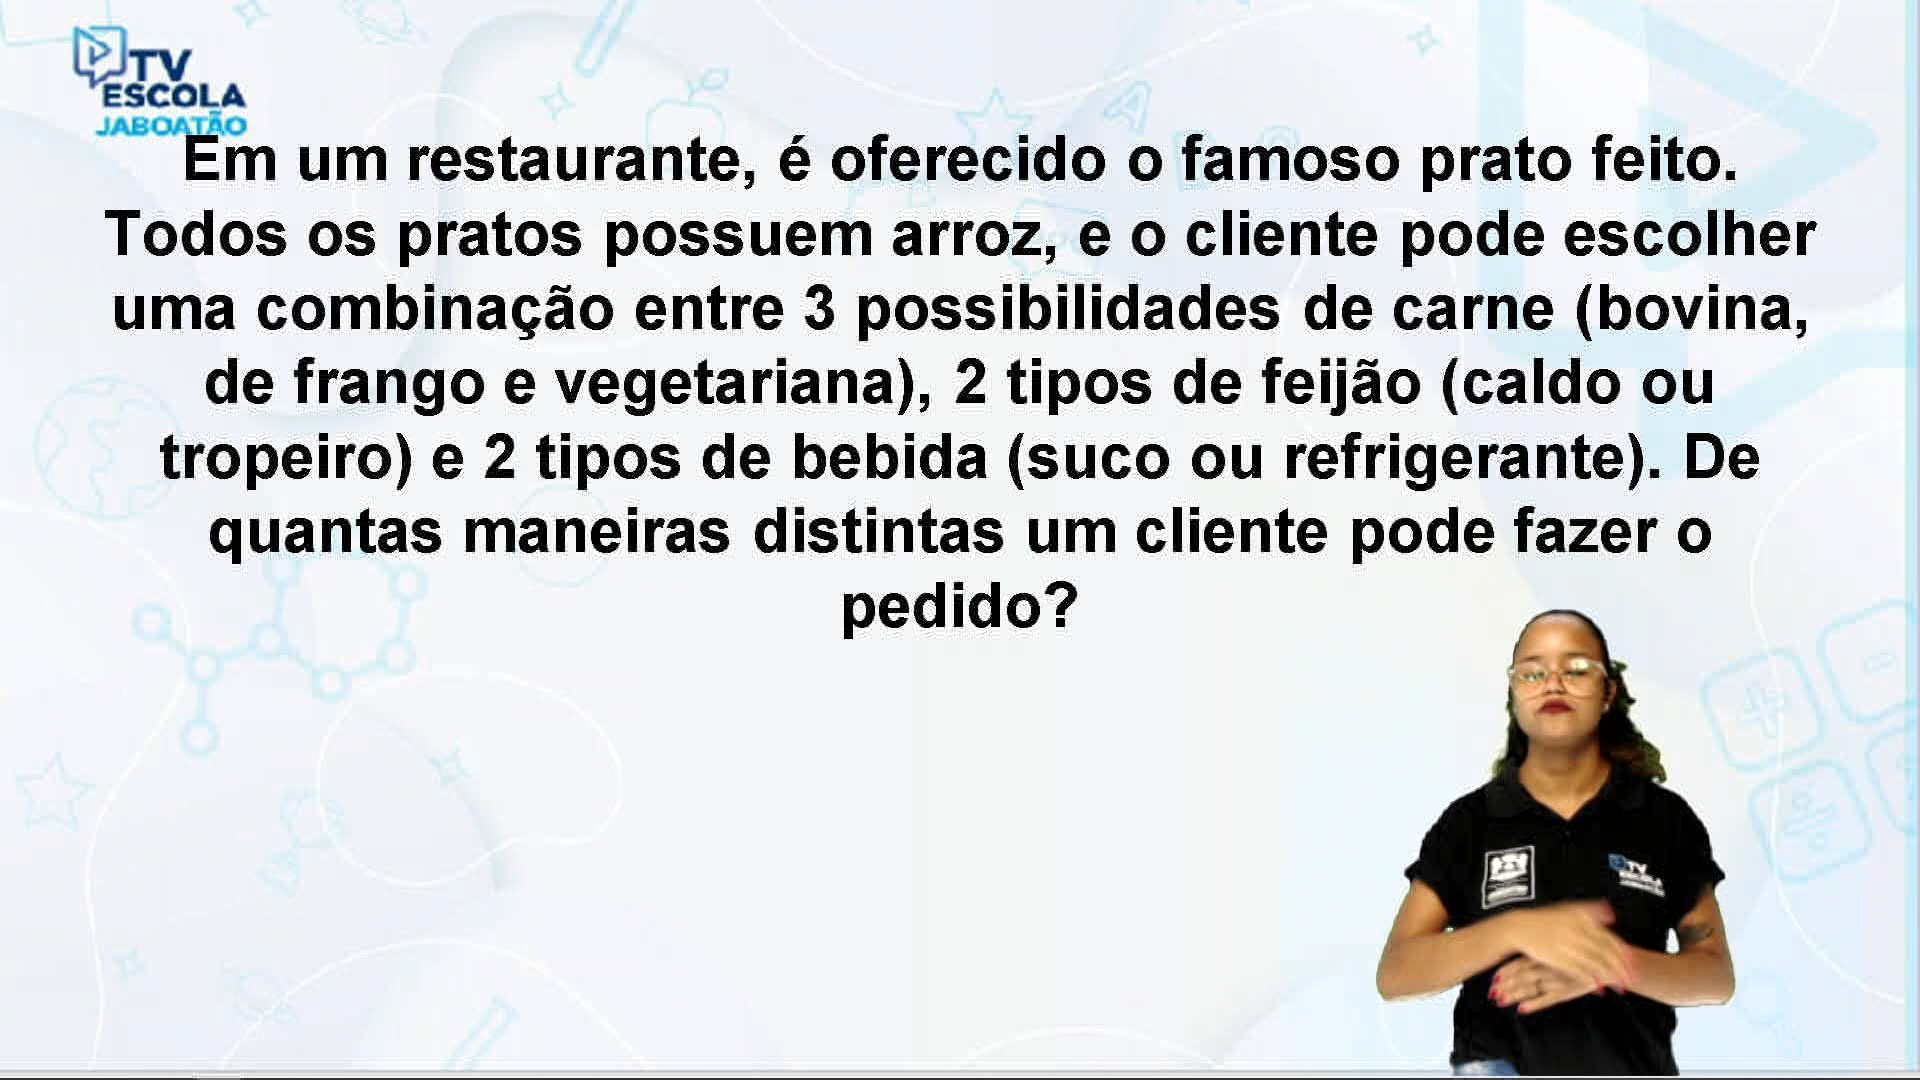 TV
ESCOLA
JABOATÃO
Em um restaurante, é oferecido o famoso prato feito.
Todos os pratos possuem arroz, e o cliente pode escolher
uma combinação entre 3 possibilidades de carne (bovina,
de frango e vegetariana), 2 tipos de feijão (caldo ou
tropeiro) e 2 tipos de bebida (suco ou refrigerante). De
quantas maneiras distintas um cliente pode fazer o
pedido?
TV
ESCOLA